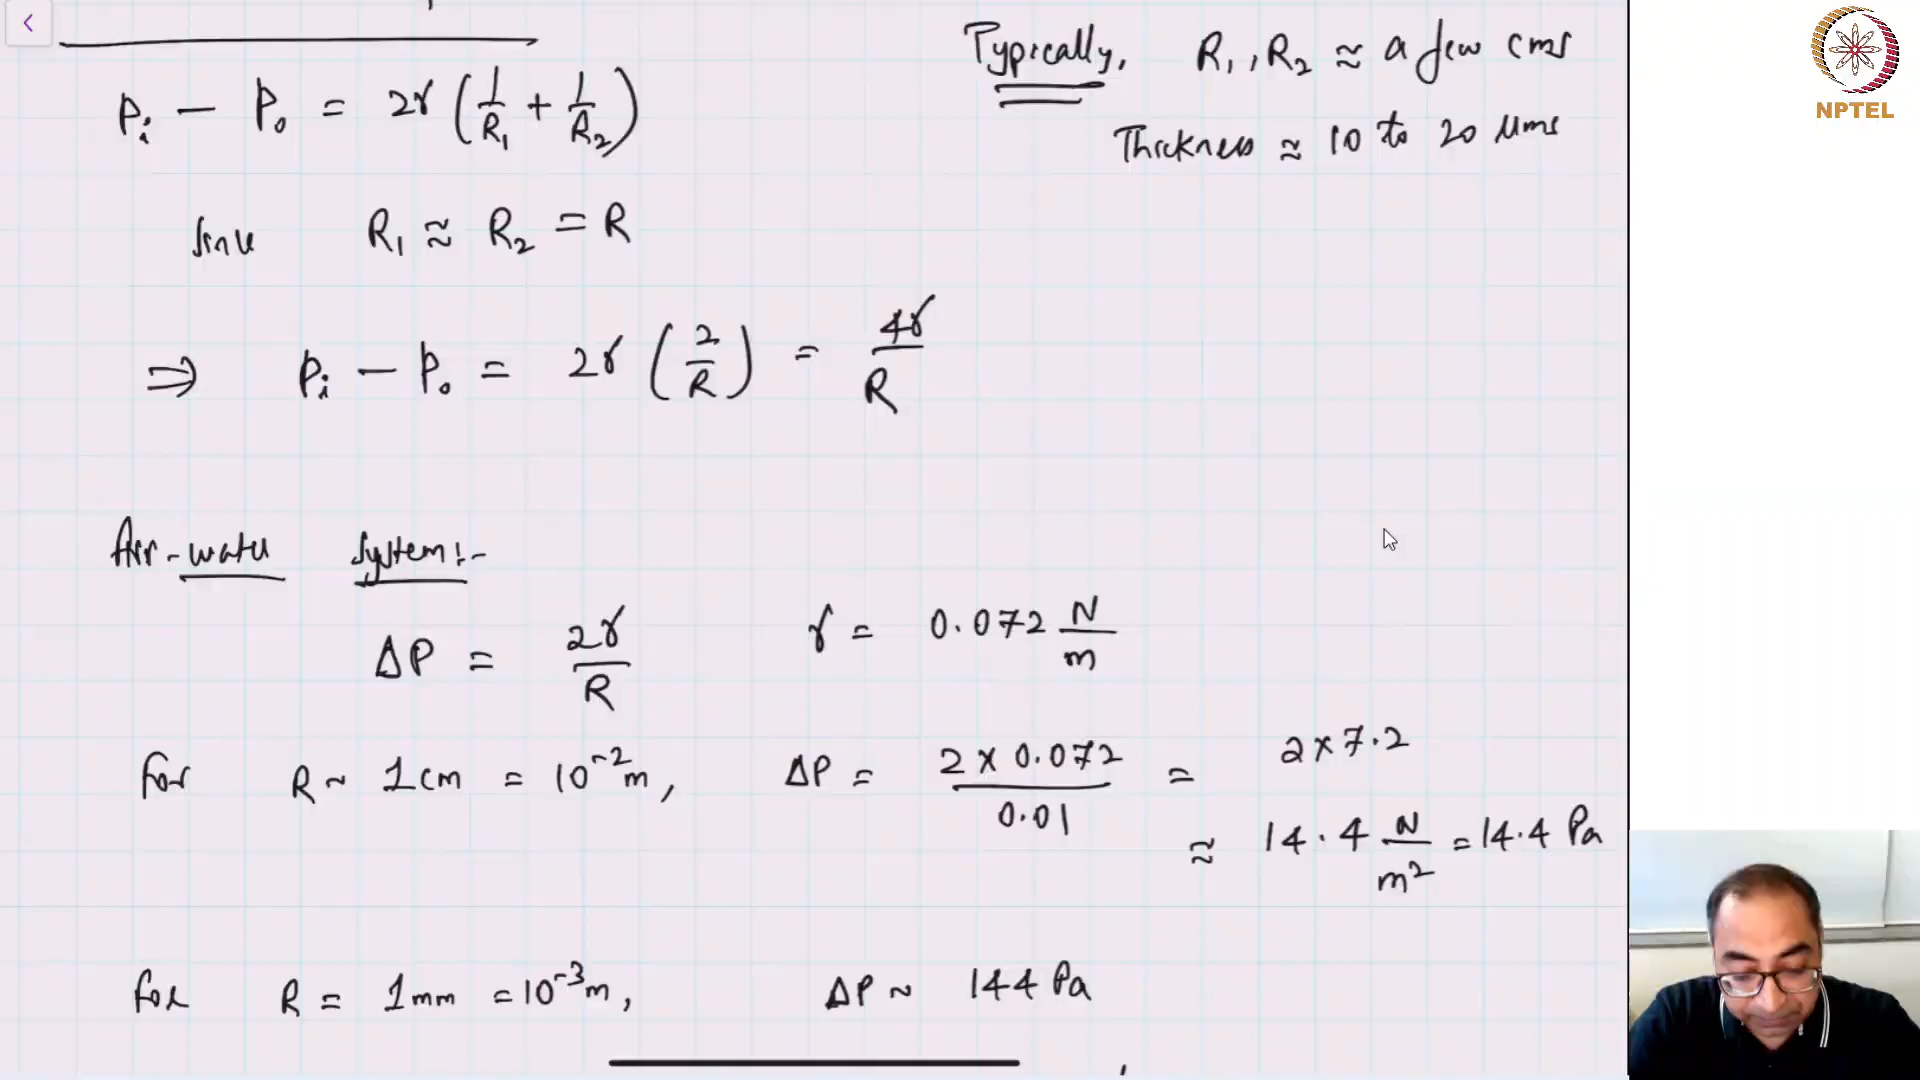 Typically, R₁, R₂ ≈ a few cms
Thickness ≈ 10 to 20 μms
Pᵢ − P₀ = 2γ (1/R₁ + 1/R₂)
since R₁ ≈ R₂ = R
⇒ Pᵢ − P₀ = 2γ (2/R) = 4γ/R
Air-water system:-
ΔP = 2γ/R γ = 0.072 N/m
for R ~ 1cm = 10⁻² m, ΔP = 2 × 0.072 / 0.01 = 2×7.2
≈ 14.4 N/m² = 14.4 Pa
for R = 1mm = 10⁻³ m, ΔP ~ 144 Pa
NPTEL